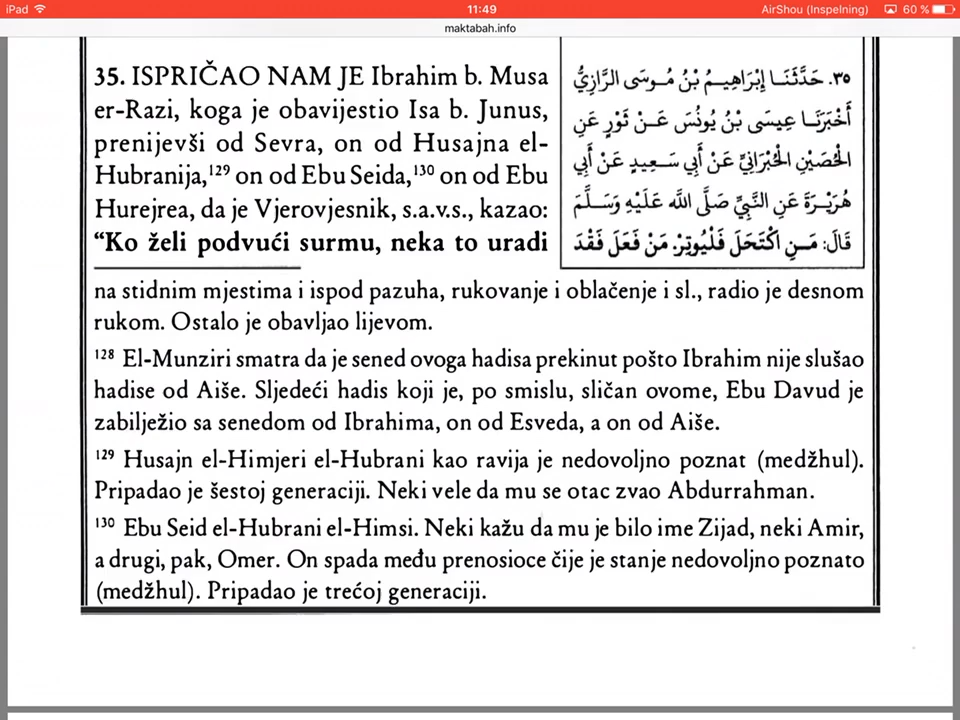 iPad 11:49 AirShou (Inspelning) 60 %
maktabah.info
35. ISPRIČAO NAM JE Ibrahim b. Musa
er-Razi, koga je obavijestio Isa b. Junus,
prenijevši od Sevra, on od Husajna el-
Hubranija,¹²⁹ on od Ebu Seida,¹³⁰ on od Ebu
Hurejrea, da je Vjerovjesnik, s.a.v.s., kazao:
“Ko želi podvući surmu, neka to uradi
٣٥. حَدَّثَنَا إِبْرَاهِيمُ بْنُ مُوسَى الرَّازِيُّ
أَخْبَرَنَا عِيسَى بْنُ يُونُسَ عَنْ ثَوْرٍ عَنِ
الْحُصَيْنِ الْحُبْرَانِيِّ عَنْ أَبِي سَعِيدٍ عَنْ أَبِي
هُرَيْرَةَ عَنِ النَّبِيِّ صَلَّى اللَّه عَلَيْهِ وَسَلَّمَ
قَالَ: مَنِ اكْتَحَلَ فَلْيُوتِرْ مَنْ فَعَلَ فَقَدْ
na stidnim mjestima i ispod pazuha, rukovanje i oblačenje i sl., radio je desnom
rukom. Ostalo je obavljao lijevom.
¹²⁸ El-Munziri smatra da je sened ovoga hadisa prekinut pošto Ibrahim nije slušao
hadise od Aiše. Sljedeći hadis koji je, po smislu, sličan ovome, Ebu Davud je
zabilježio sa senedom od Ibrahima, on od Esveda, a on od Aiše.
¹²⁹ Husajn el-Himjeri el-Hubrani kao ravija je nedovoljno poznat (medžhul).
Pripadao je šestoj generaciji. Neki vele da mu se otac zvao Abdurrahman.
¹³⁰ Ebu Seid el-Hubrani el-Himsi. Neki kažu da mu je bilo ime Zijad, neki Amir,
a drugi, pak, Omer. On spada među prenosioce čije je stanje nedovoljno poznato
(medžhul). Pripadao je trećoj generaciji.